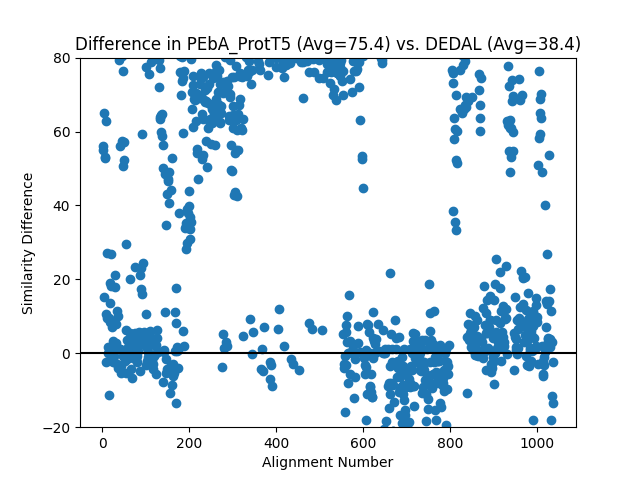 Difference in PEbA_ProtT5 (Avg=75.4) vs. DEDAL (Avg=38.4)
80
60
40
20
0
−20
Similarity Difference
0 200 400 600 800 1000
Alignment Number